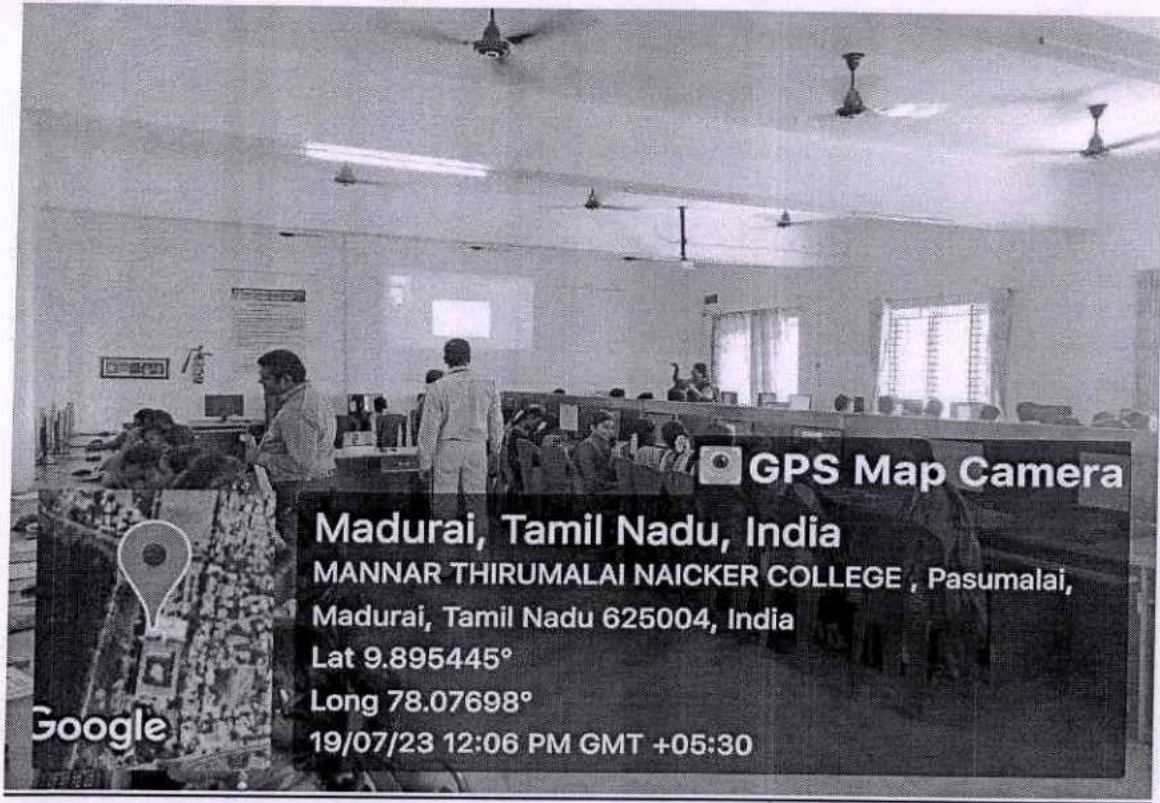 GPS Map Camera
Madurai, Tamil Nadu, India
MANNAR THIRUMALAI NAICKER COLLEGE , Pasumalai,
Madurai, Tamil Nadu 625004, India
Lat 9.895445°
Long 78.07698°
19/07/23 12:06 PM GMT +05:30
Google